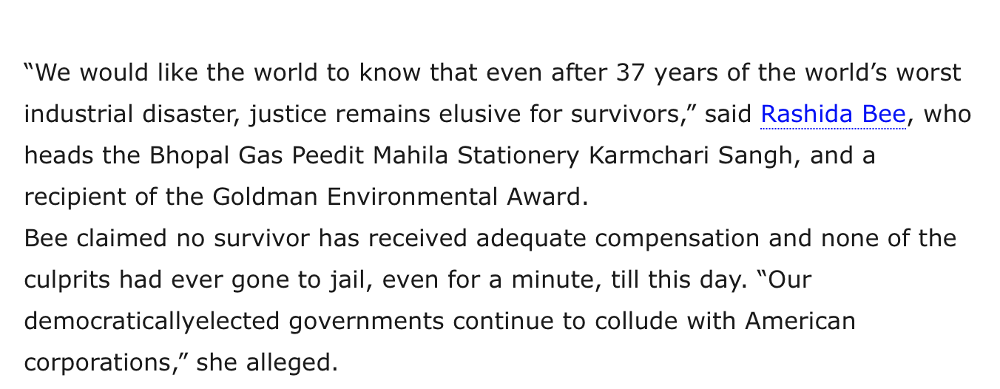 “We would like the world to know that even after 37 years of the world’s worst
industrial disaster, justice remains elusive for survivors,” said Rashida Bee, who
heads the Bhopal Gas Peedit Mahila Stationery Karmchari Sangh, and a
recipient of the Goldman Environmental Award.
Bee claimed no survivor has received adequate compensation and none of the
culprits had ever gone to jail, even for a minute, till this day. “Our
democraticallyelected governments continue to collude with American
corporations,” she alleged.